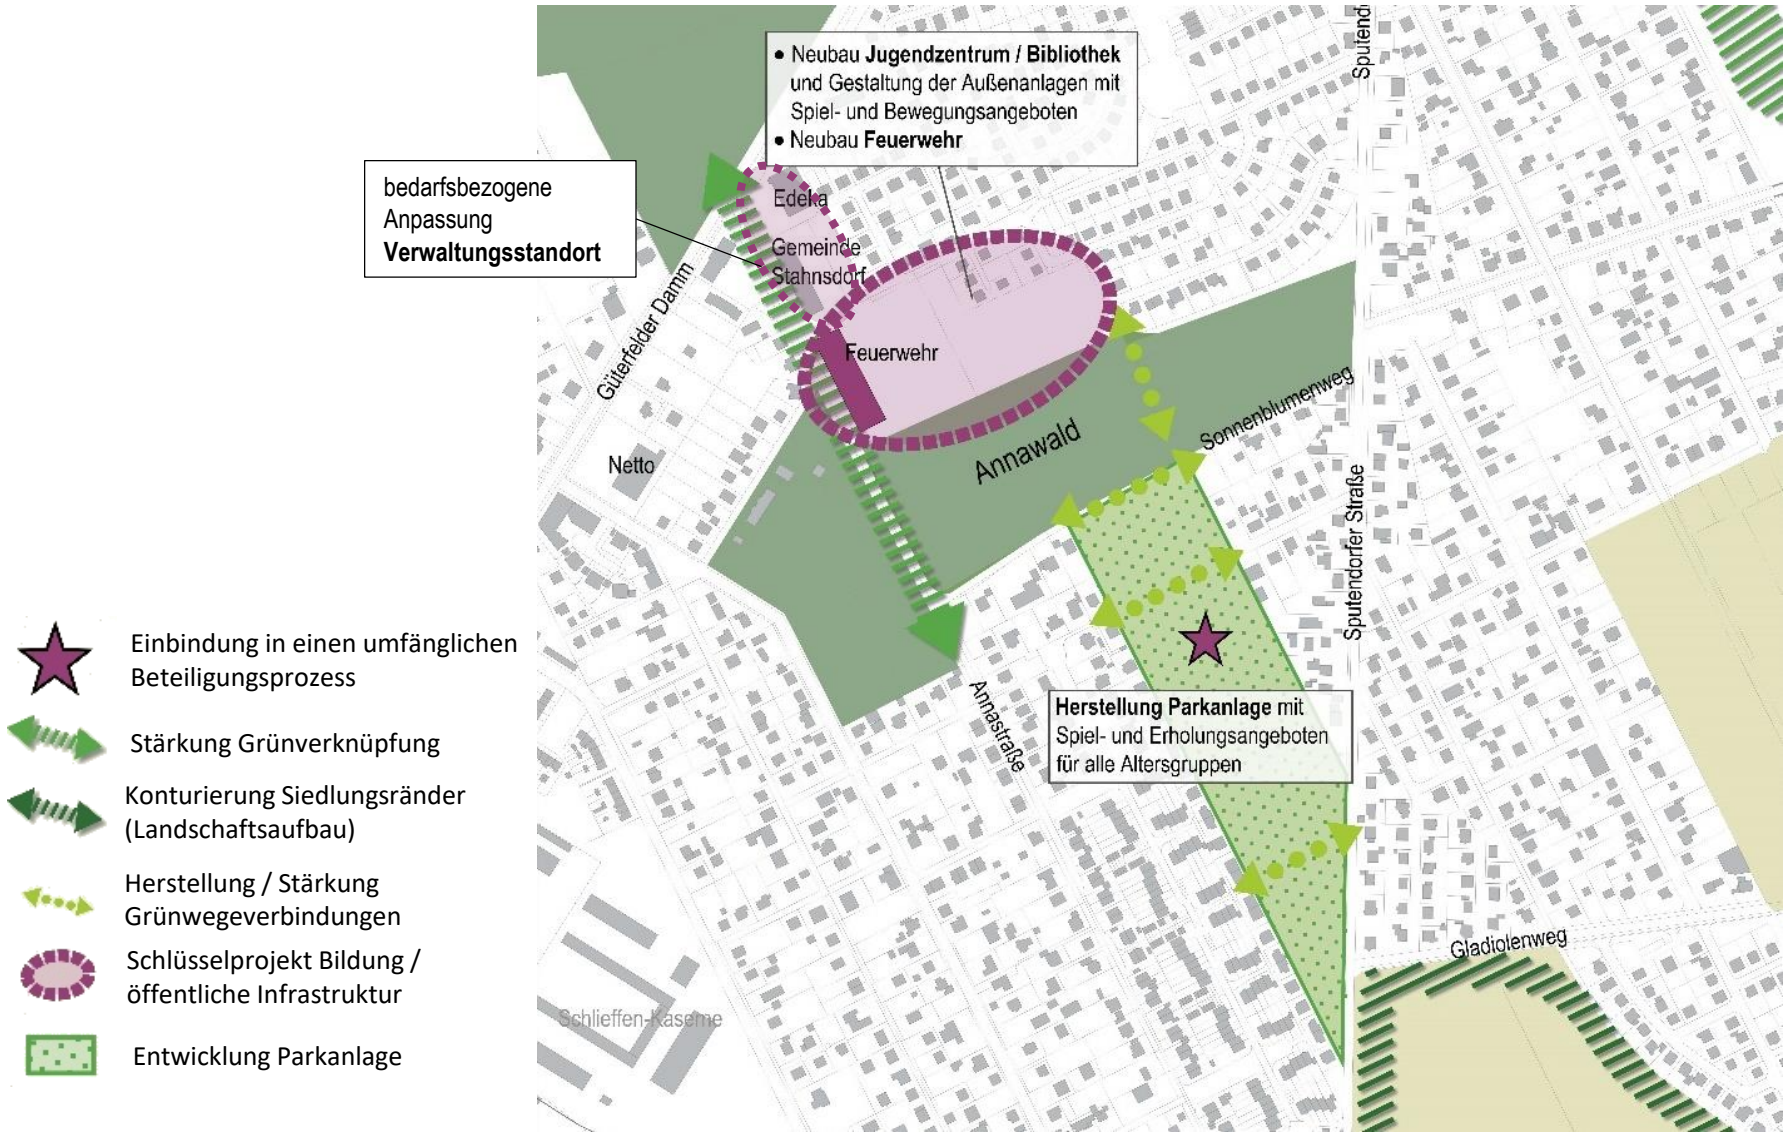 • Neubau Jugendzentrum / Bibliothek
und Gestaltung der Außenanlagen mit
Spiel- und Bewegungsangeboten
• Neubau Feuerwehr
bedarfsbezogene
Anpassung
Verwaltungsstandort
Sputend
Edeka
Gemeinde
Stahnsdorf
Güterfelder Damm
Feuerwehr
Netto
Annawald
Sonnenblumenweg
Sputendorfer Straße
Annastraße
Herstellung Parkanlage mit
Spiel- und Erholungsangeboten
für alle Altersgruppen
Gladiolenweg
Schlieffen-Kaserne
Einbindung in einen umfänglichen
Beteiligungsprozess
Stärkung Grünverknüpfung
Konturierung Siedlungsränder
(Landschaftsaufbau)
Herstellung / Stärkung
Grünwegeverbindungen
Schlüsselprojekt Bildung /
öffentliche Infrastruktur
Entwicklung Parkanlage